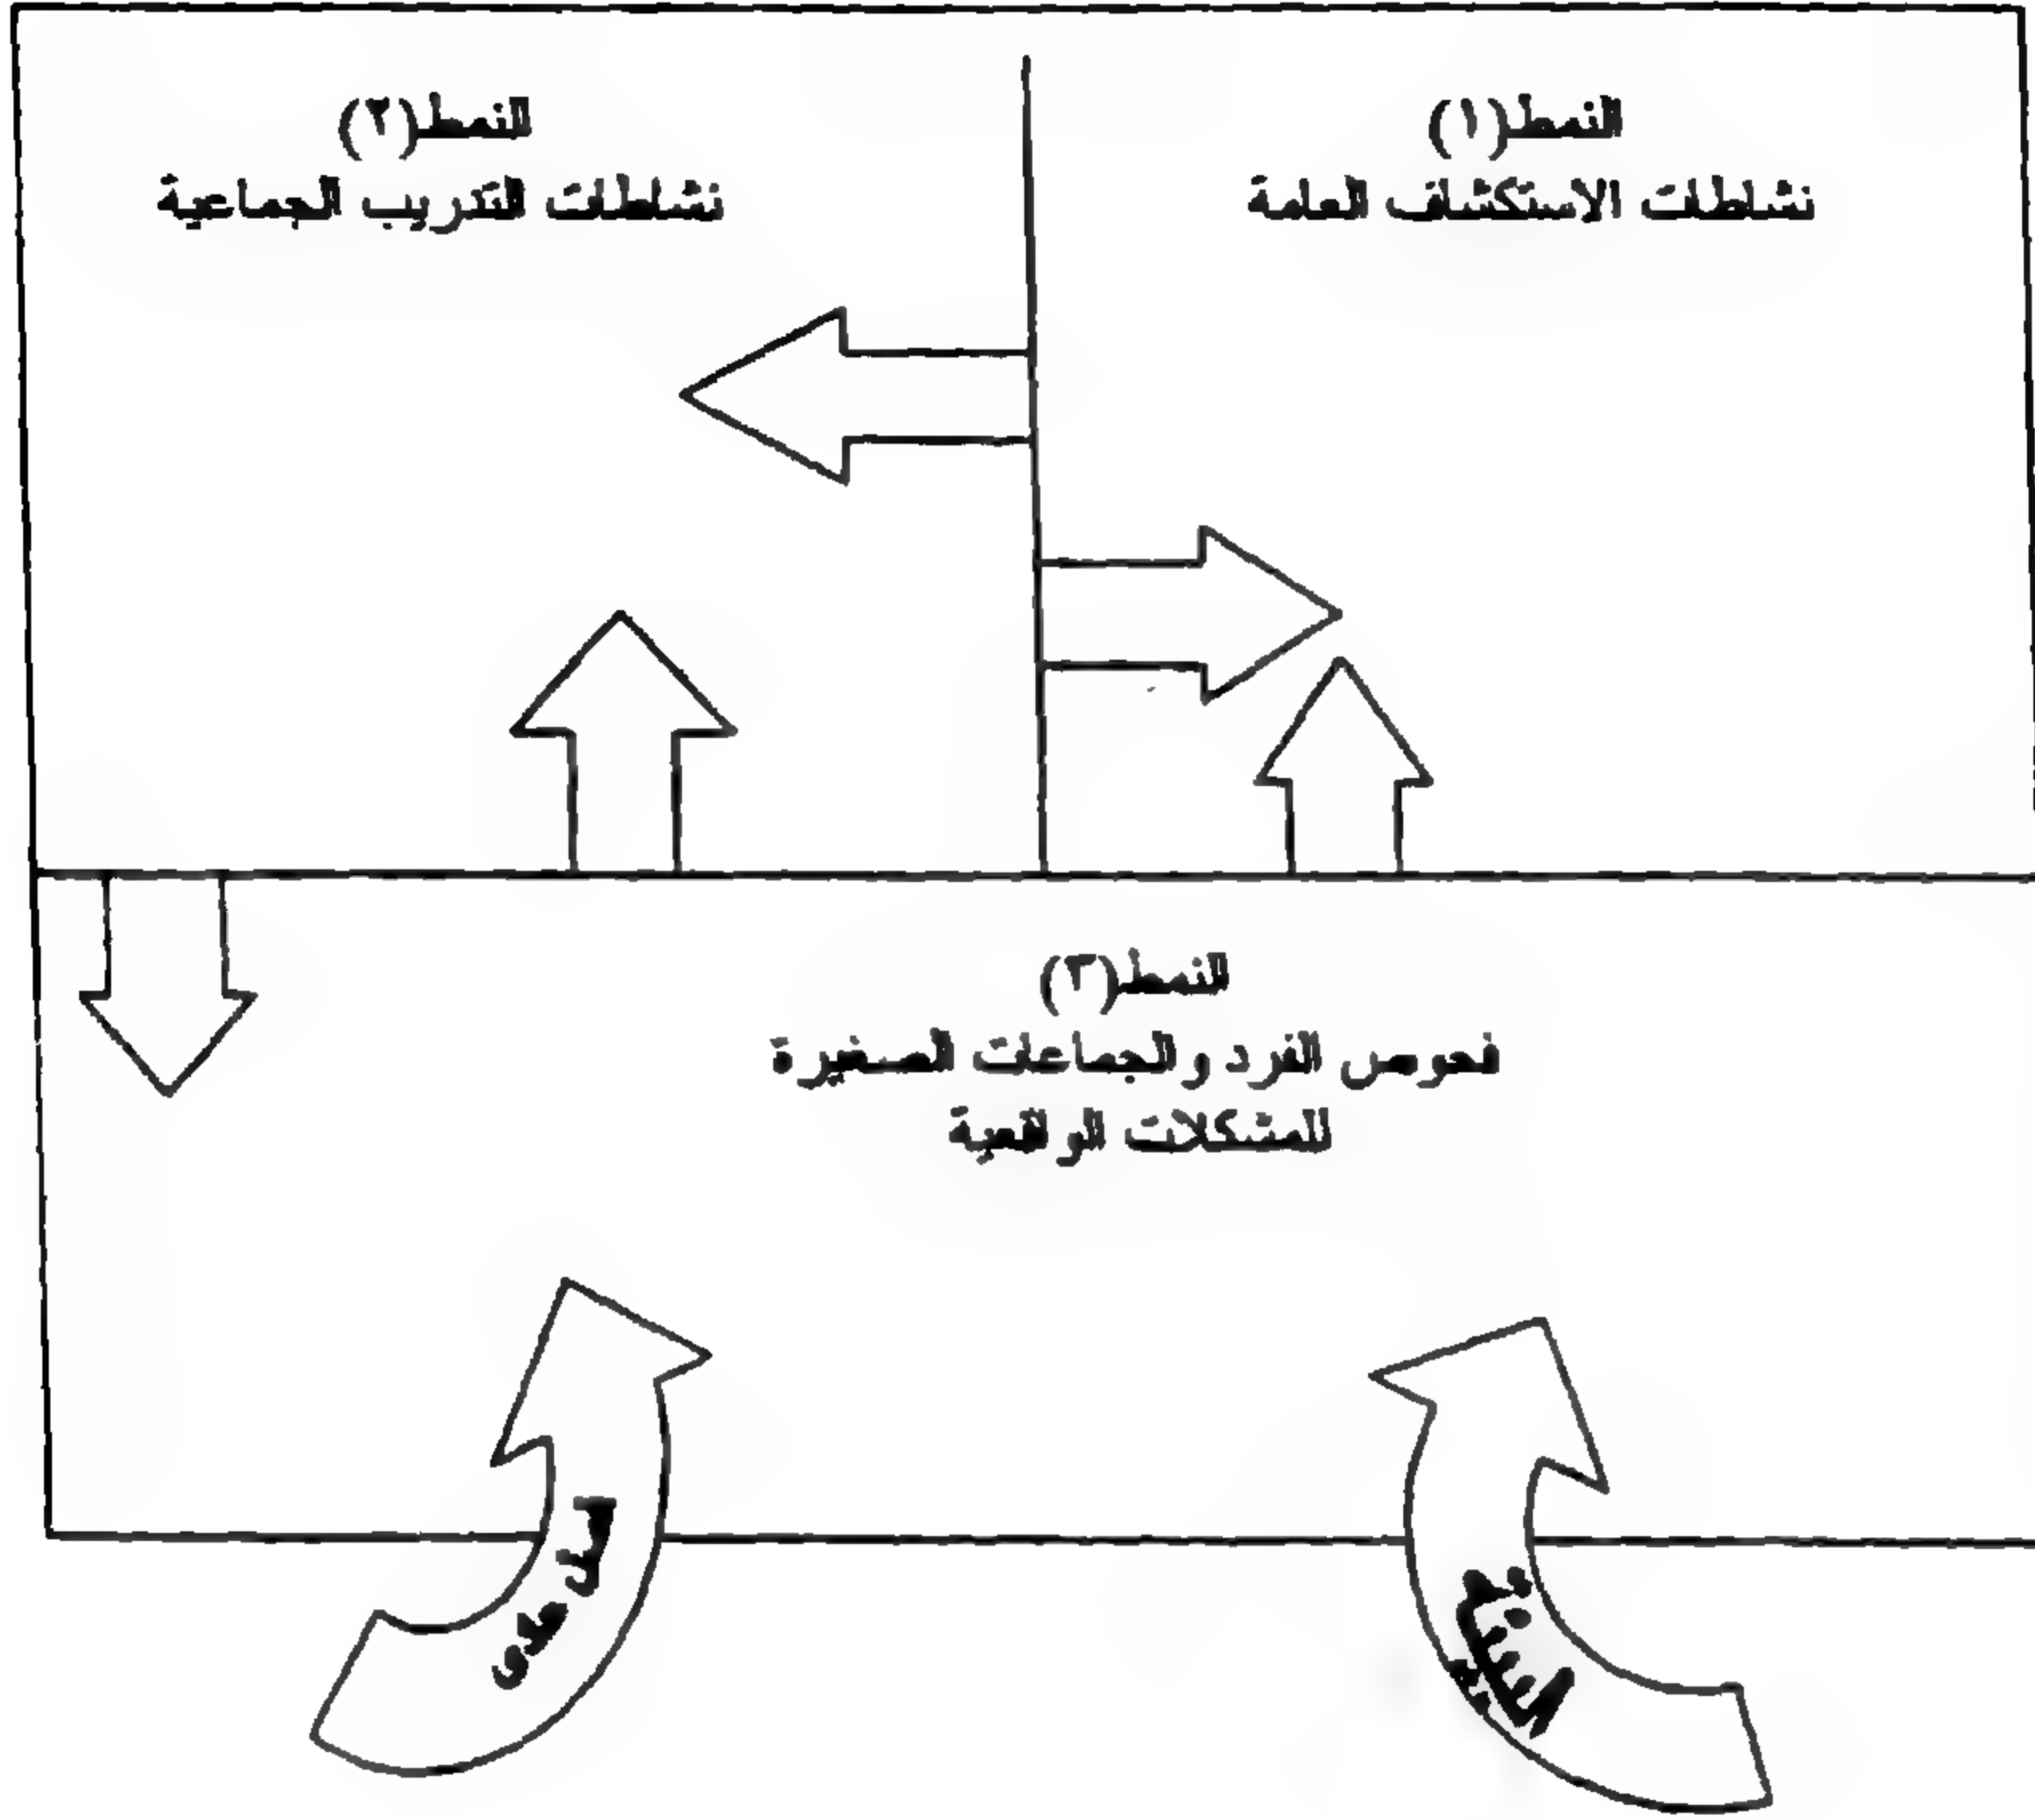 النمط(١)
نشاطات الاستكشاف العامة
النمط(٢)
نشاطات التدريب الجماعية
النمط(٣)
فحوص الفرد والجماعات الصغيرة
للمشكلات الواقعية